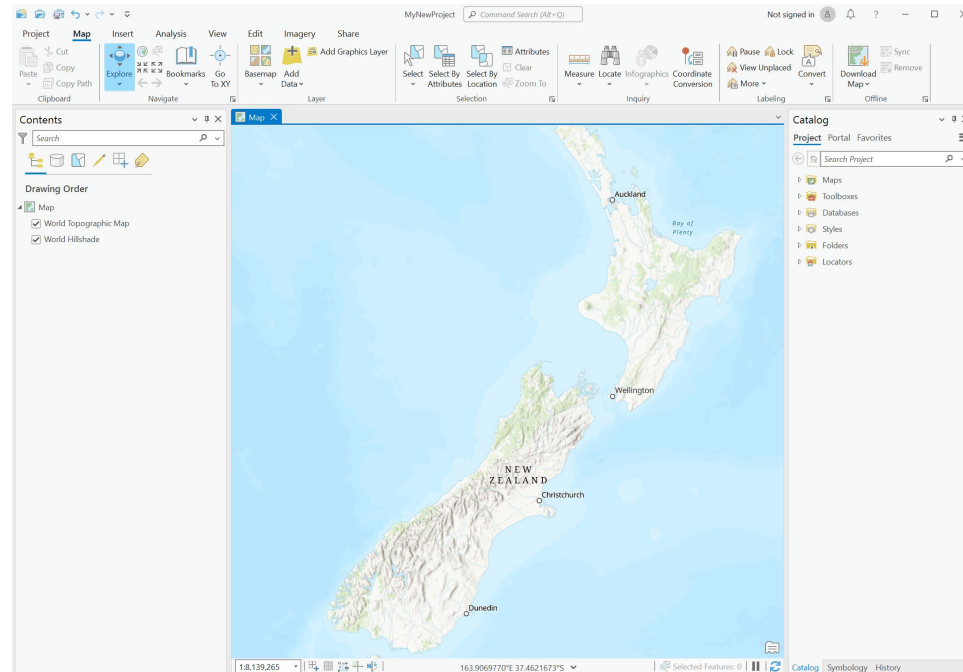 MyNewProject
Command Search (Alt+Q)
Not signed in
?
Project Map Insert Analysis View Edit Imagery Share
Paste
Cut
Copy
Copy Path
Clipboard
Explore
Bookmarks
Go
To XY
Navigate
Basemap
Add
Data
Add Graphics Layer
Layer
Select
Select By
Attributes
Select By
Location
Attributes
Clear
Zoom To
Selection
Measure
Locate
Infographics
Coordinate
Conversion
Inquiry
Pause
Lock
View Unplaced
More
Convert
Labeling
Download
Map
Sync
Remove
Offline
Contents
Search
Drawing Order
Map
World Topographic Map
World Hillshade
Map
Auckland
Bay of
Plenty
Wellington
NEW
ZEALAND
Christchurch
Dunedin
1:8,139,265
163.9069770°E 37.4621673°S
Selected Features: 0
Catalog
Project Portal Favorites
Search Project
Maps
Toolboxes
Databases
Styles
Folders
Locators
Catalog Symbology History